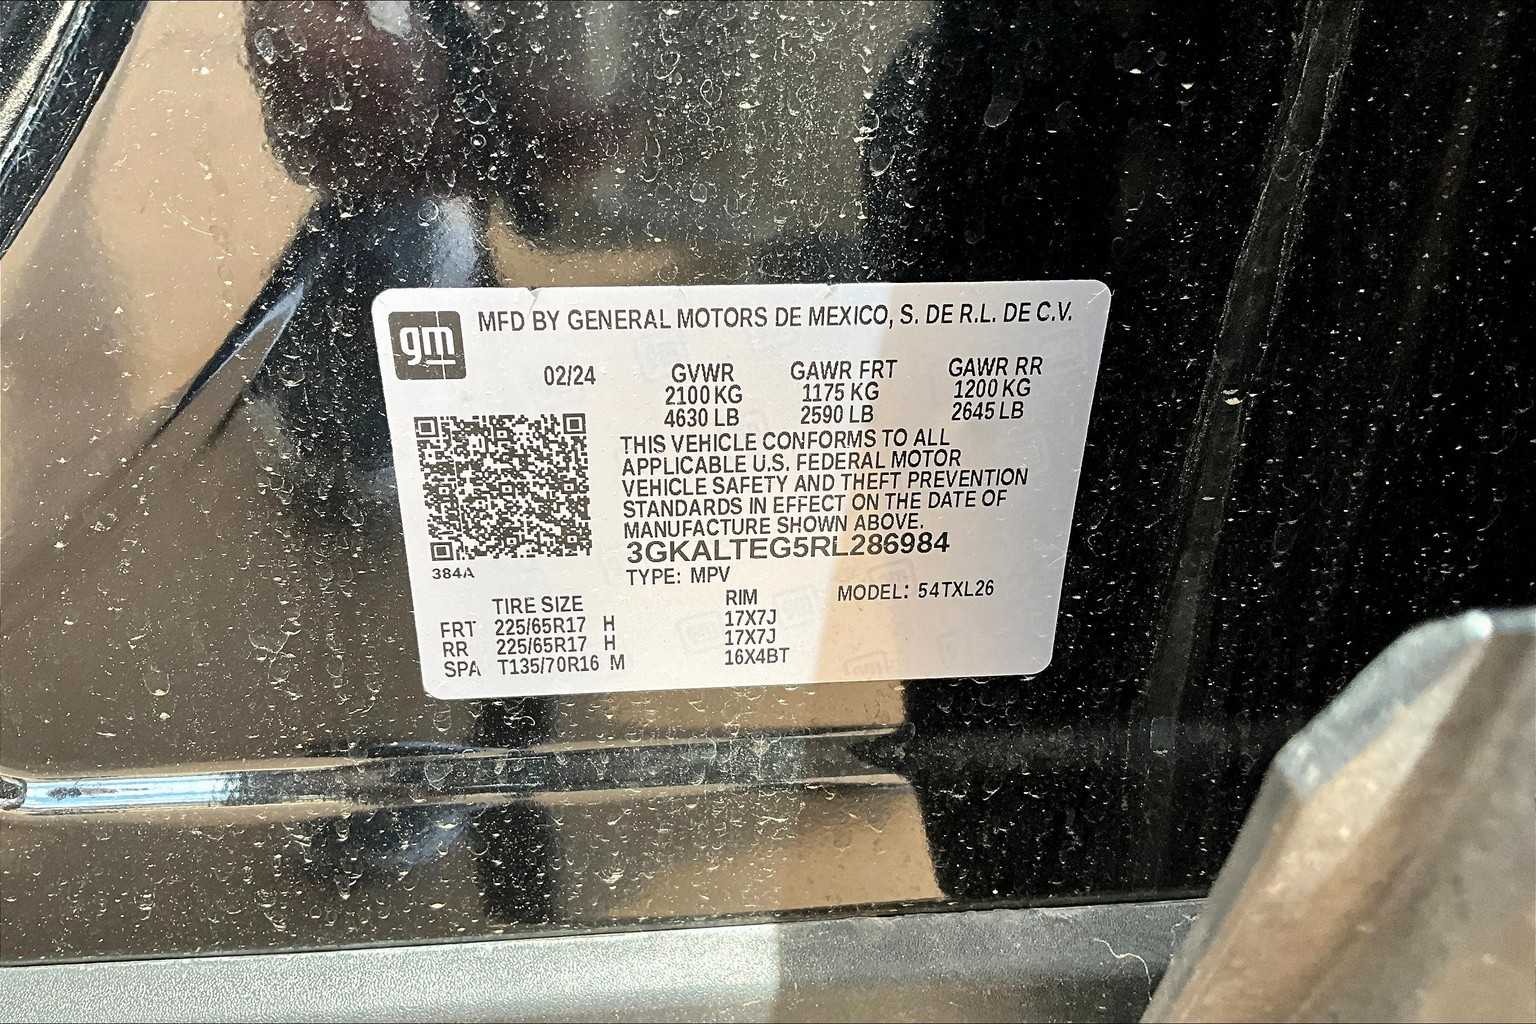 gm
MFD BY GENERAL MOTORS DE MEXICO, S. DE R.L. DE C.V.
02/24 GVWR GAWR FRT GAWR RR
2100 KG 1175 KG 1200 KG
4630 LB 2590 LB 2645 LB
THIS VEHICLE CONFORMS TO ALL
APPLICABLE U.S. FEDERAL MOTOR
VEHICLE SAFETY AND THEFT PREVENTION
STANDARDS IN EFFECT ON THE DATE OF
MANUFACTURE SHOWN ABOVE.
3GKALTEG5RL286984
384A
TYPE: MPV
MODEL: 54TXL26
TIRE SIZE RIM
FRT 225/65R17 H 17X7J
RR 225/65R17 H 17X7J
SPA T135/70R16 M 16X4BT